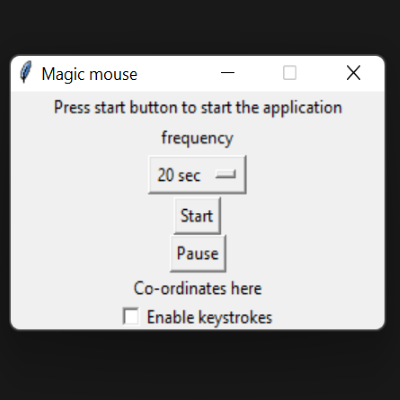 Magic mouse
Press start button to start the application
frequency
20 sec
Start
Pause
Co-ordinates here
Enable keystrokes